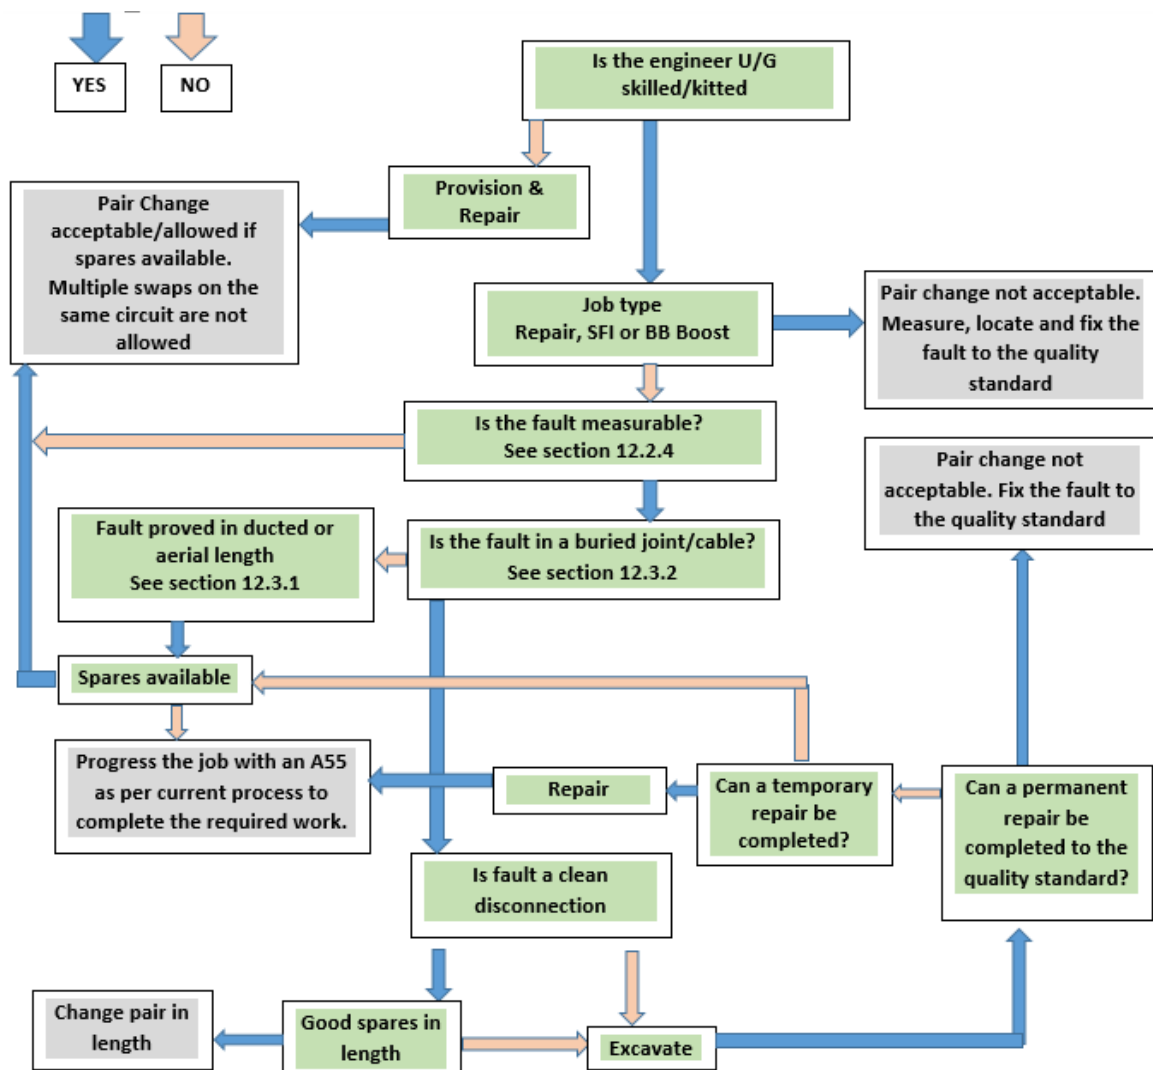 YES
NO
Is the engineer U/G
skilled/kitted
Provision &
Repair
Pair Change
acceptable/allowed if
spares available.
Multiple swaps on the
same circuit are not
allowed
Job type
Repair, SFI or BB Boost
Pair change not acceptable.
Measure, locate and fix the
fault to the quality
standard
Is the fault measurable?
See section 12.2.4
Pair change not
acceptable. Fix the fault to
the quality standard
Fault proved in ducted or
aerial length
See section 12.3.1
Is the fault in a buried joint/cable?
See section 12.3.2
Spares available
Progress the job with an A55
as per current process to
complete the required work.
Repair
Can a temporary
repair be
completed?
Can a permanent
repair be
completed to the
quality standard?
Is fault a clean
disconnection
Change pair in
length
Good spares in
length
Excavate